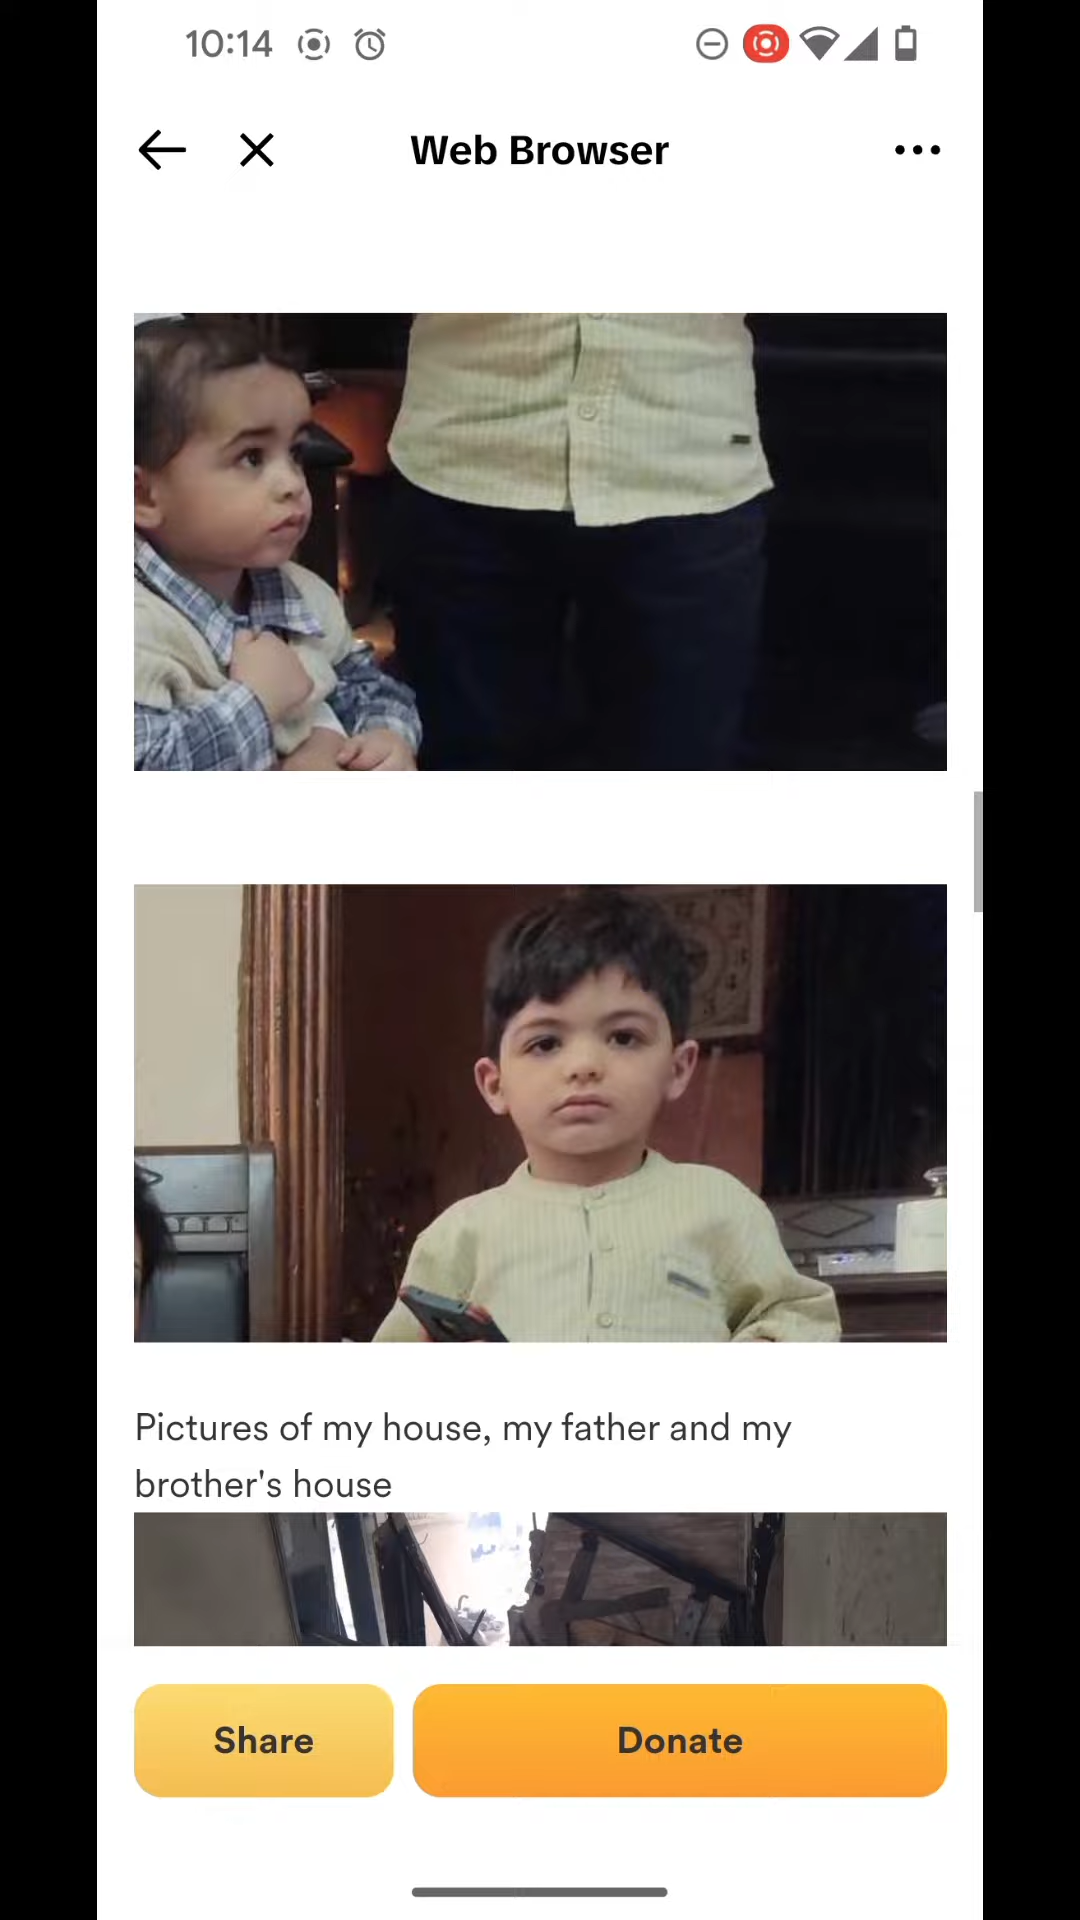 10:14
Web Browser
Pictures of my house, my father and my
brother's house
Share
Donate